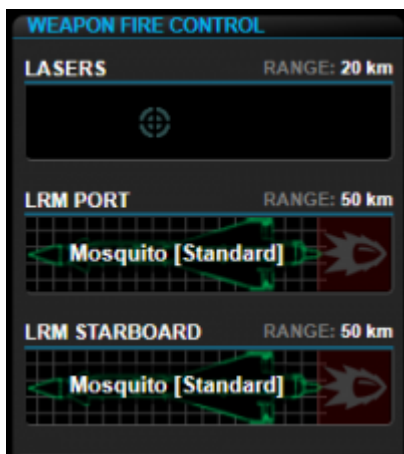 WEAPON FIRE CONTROL
LASERS RANGE: 20 km
LRM PORT RANGE: 50 km
Mosquito [Standard]
LRM STARBOARD RANGE: 50 km
Mosquito [Standard]